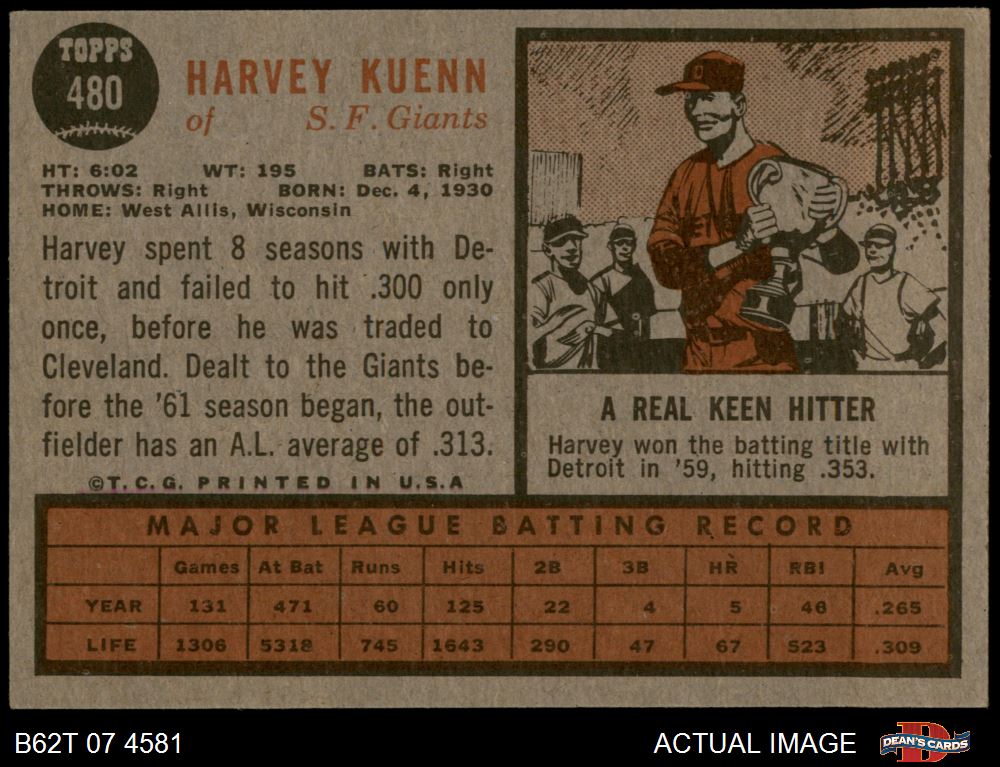 TOPPS
480
HARVEY KUENN
of S. F. Giants
HT: 6:02 WT: 195 BATS: Right
THROWS: Right BORN: Dec. 4, 1930
HOME: West Allis, Wisconsin
Harvey spent 8 seasons with De-
troit and failed to hit .300 only
once, before he was traded to
Cleveland. Dealt to the Giants be-
fore the '61 season began, the out-
fielder has an A.L. average of .313.
©T. C. G. PRINTED IN U.S.A
D
A REAL KEEN HITTER
Harvey won the batting title with
Detroit in '59, hitting .353.
MAJOR LEAGUE BATTING RECORD
Games At Bat Runs Hits 2B 3B HR RBI Avg
YEAR 131 471 60 125 22 4 5 46 .265
LIFE 1306 5318 745 1643 290 47 67 523 .309
B62T 07 4581
ACTUAL IMAGE
D
DEAN'S CARDS